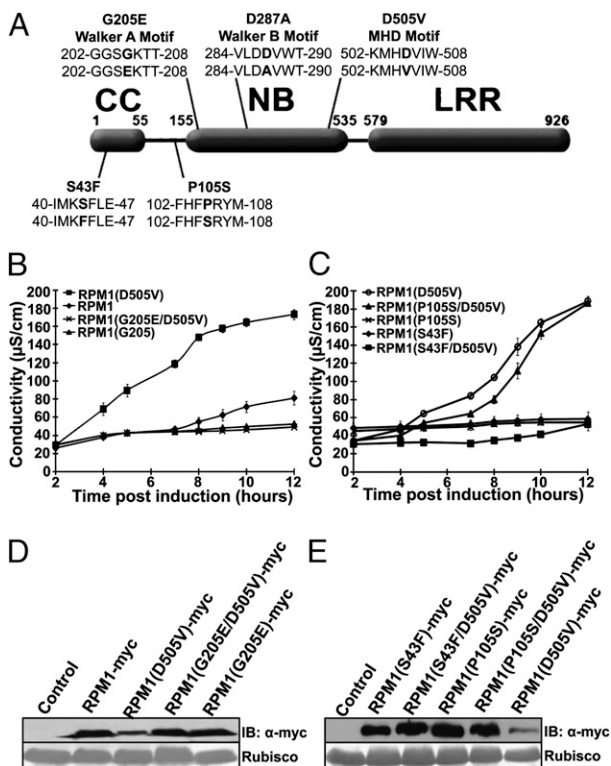 A
G205E
Walker A Motif
202-GGSGKTT-208
202-GGSEKTT-208
D287A
Walker B Motif
284-VLDDVWT-290
284-VLDAVWT-290
D505V
MHD Motif
502-KMHDVIW-508
502-KMHVVIW-508
CC
NB
LRR
1
55
155
535
579
926
S43F
40-IMKSFLE-47
40-IMKFFLE-47
P105S
102-FHFPRYM-108
102-FHFSRYM-108
B
RPM1(D505V)
RPM1
RPM1(G205E/D505V)
RPM1(G205)
Conductivity (µS/cm)
200
180
160
140
120
100
80
60
40
20
0
2
4
6
8
10
12
Time post induction (hours)
C
RPM1(D505V)
RPM1(P105S/D505V)
RPM1(P105S)
RPM1(S43F)
RPM1(S43F/D505V)
Conductivity (µS/cm)
200
180
160
140
120
100
80
60
40
20
0
2
4
6
8
10
12
Time post induction (hours)
D
Control
RPM1-myc
RPM1(D505V)-myc
RPM1(G205E/D505V)-myc
RPM1(G205E)-myc
IB: α-myc
Rubisco
E
Control
RPM1(S43F)-myc
RPM1(S43F/D505V)-myc
RPM1(P105S)-myc
RPM1(P105S/D505V)-myc
RPM1(D505V)-myc
IB: α-myc
Rubisco